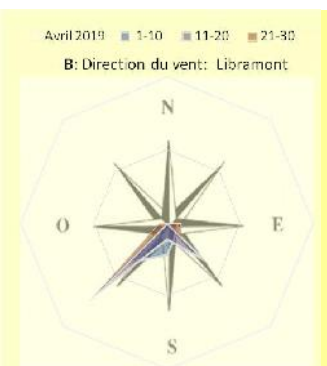 Avril 2019 1-10 11-20 21-30
B: Direction du vent: Libramont
N
O E
S